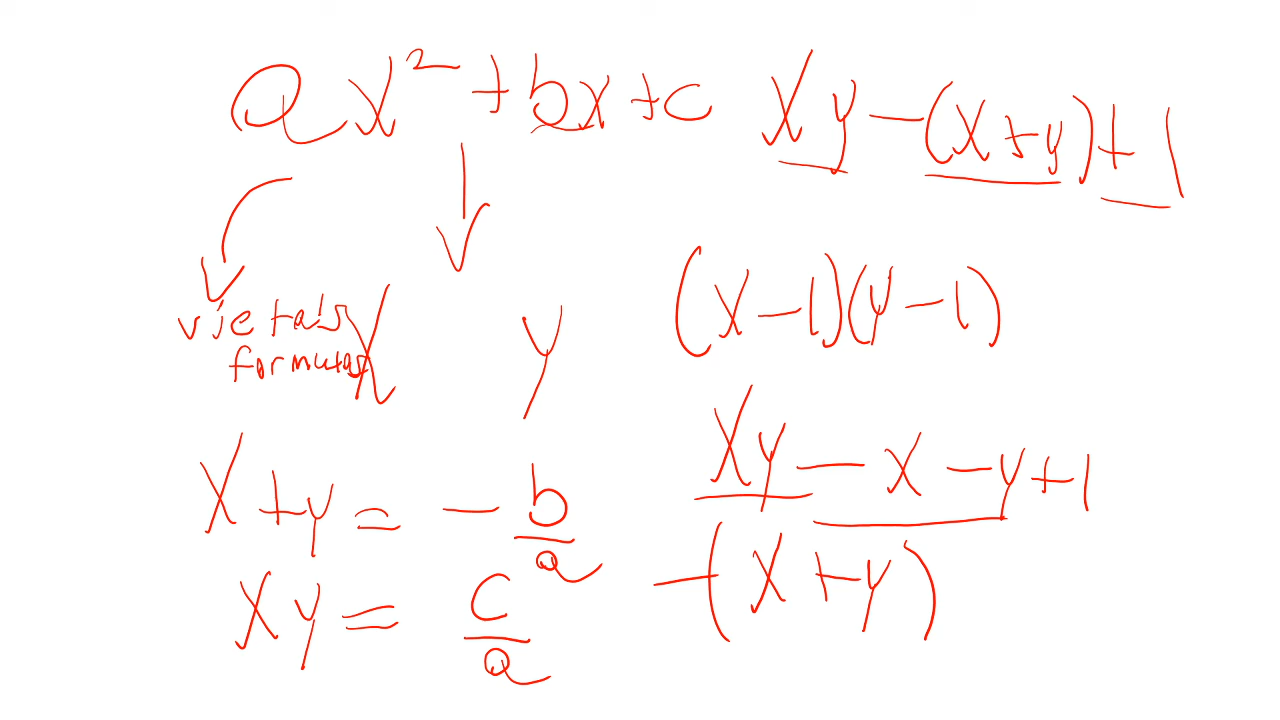 ax² + bx + c
xy - (x + y) + 1
vieta's
formulas
x y
(x - 1)(y - 1)
x + y = - b/a
xy - x - y + 1
xy = c/a
- (x + y)